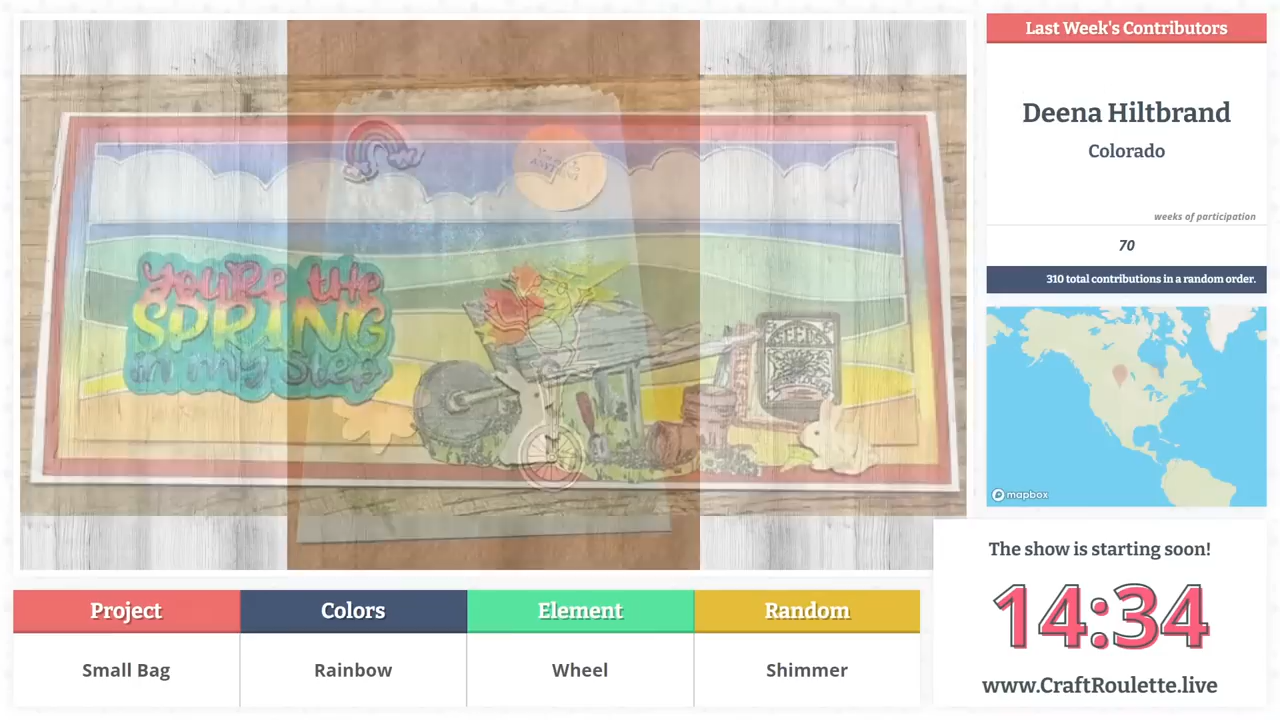 Last Week's Contributors
Deena Hiltbrand
Colorado
weeks of participation
70
310 total contributions in a random order.
you're the
SPRING
in my step
SEEDS
mapbox
The show is starting soon!
14:34
www.CraftRoulette.live
Project
Colors
Element
Random
Small Bag
Rainbow
Wheel
Shimmer